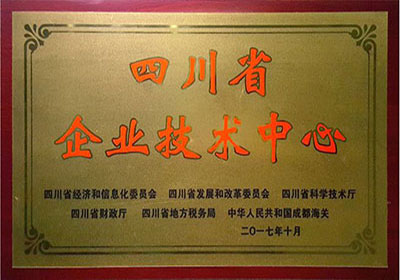 四川省
企业技术中心
四川省经济和信息化委员会 四川省发展和改革委员会 四川省科学技术厅
四川省财政厅 四川省地方税务局 中华人民共和国成都海关
二〇一七年十月